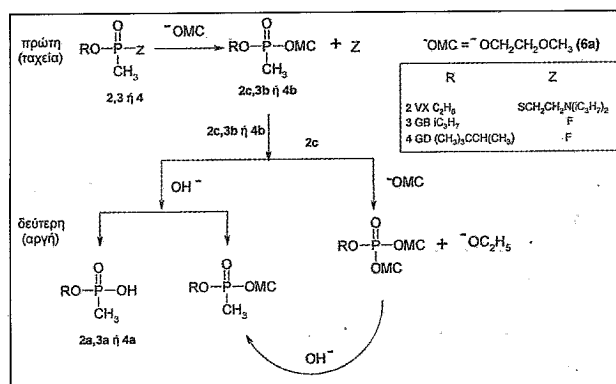 πρώτη
(ταχεία)
O
RO–P–Z
CH₃
2,3 ή 4
⁻OMC
O
RO–P–OMC + Z
CH₃
2c,3b ή 4b
⁻OMC = ⁻OCH₂CH₂OCH₃ (6a)
R Z
2 VX C₂H₅ SCH₂CH₂N(iC₃H₇)₂
3 GB iC₃H₇ F
4 GD (CH₃)₃CCH(CH₃) F
2c,3b ή 4b
2c
OH⁻
⁻OMC
δεύτερη
(αργή)
O
RO–P–OH
CH₃
2a,3a ή 4a
O
RO–P–OMC
CH₃
O
RO–P–OMC + ⁻OC₂H₅
OMC
OH⁻